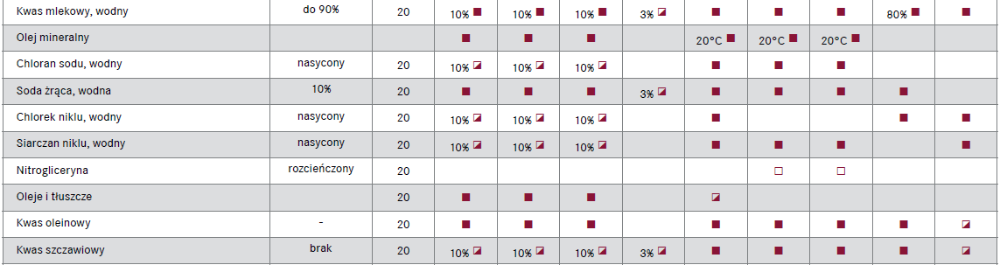 Kwas mlekowy, wodny do 90% 20 10% ■ 10% ■ 10% ■ 3% ◪ ■ ■ ■ 80% ■ ■
Olej mineralny ■ ■ ■ 20°C ■ 20°C ■ 20°C ■
Chloran sodu, wodny nasycony 20 10% ◪ 10% ◪ 10% ◪ ■ ■ ■
Soda żrąca, wodna 10% 20 ■ ■ ■ 3% ◪ ■ ■ ■ ■
Chlorek niklu, wodny nasycony 20 10% ◪ 10% ◪ 10% ◪ ■ ■ ■
Siarczan niklu, wodny nasycony 20 10% ◪ 10% ◪ 10% ◪ ■ ■ ■ ■
Nitrogliceryna rozcieńczony 20 □ □
Oleje i tłuszcze 20 ■ ■ ■ ◪
Kwas oleinowy - 20 ■ ■ ■ ■ ■ ■ ■ ◪
Kwas szczawiowy brak 20 10% ◪ 10% ◪ 10% ◪ 3% ◪ ■ ■ ■ ■ ◪